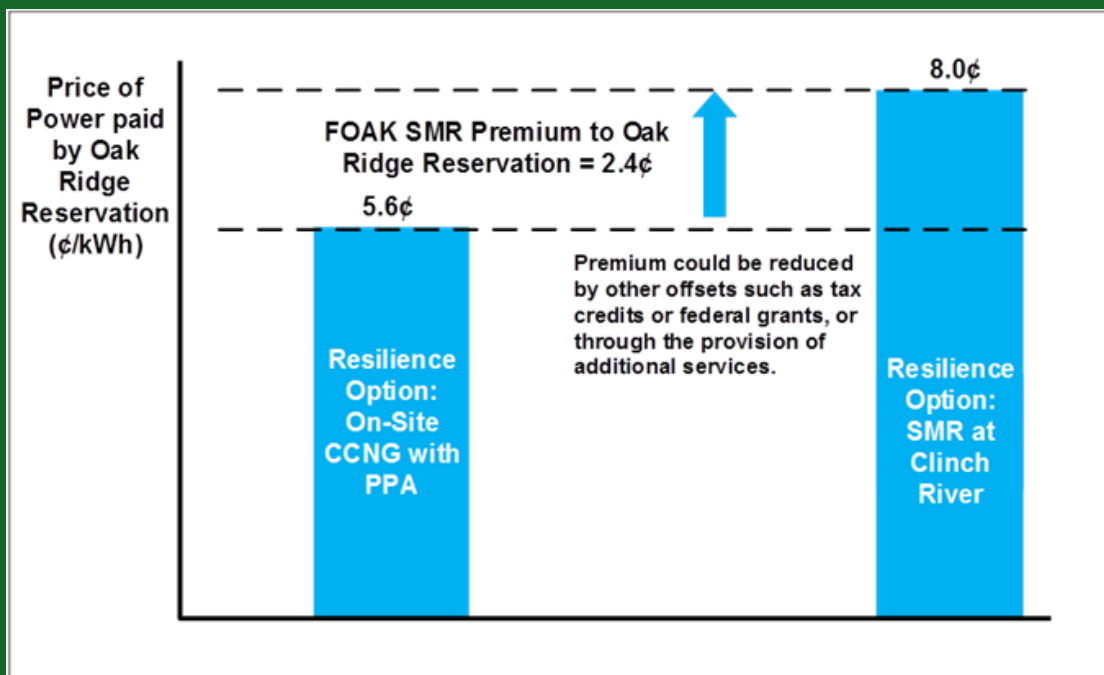 Price of
Power paid
by Oak
Ridge
Reservation
(¢/kWh)
8.0¢
FOAK SMR Premium to Oak
Ridge Reservation = 2.4¢
5.6¢
Premium could be reduced
by other offsets such as tax
credits or federal grants, or
through the provision of
additional services.
Resilience
Option:
On-Site
CCNG with
PPA
Resilience
Option:
SMR at
Clinch
River